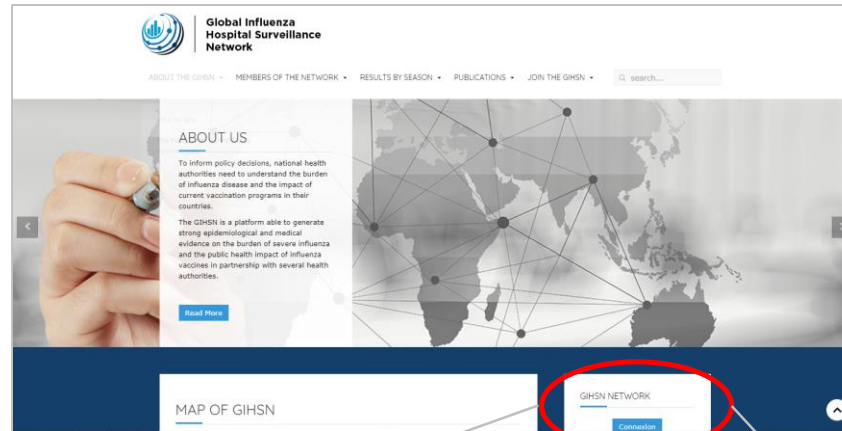 Global Influenza
Hospital Surveillance
Network
ABOUT THE GIHSN
MEMBERS OF THE NETWORK
RESULTS BY SEASON
PUBLICATIONS
JOIN THE GIHSN
search...
ABOUT US
To inform policy decisions, national health
authorities need to understand the burden
of influenza disease and the impact of
current vaccination programs in their
countries.
The GIHSN is a platform able to generate
strong epidemiological and medical
evidence on the burden of severe influenza
and the public health impact of influenza
vaccines in partnership with several health
authorities.
Read More
MAP OF GIHSN
GIHSN NETWORK
Connexion